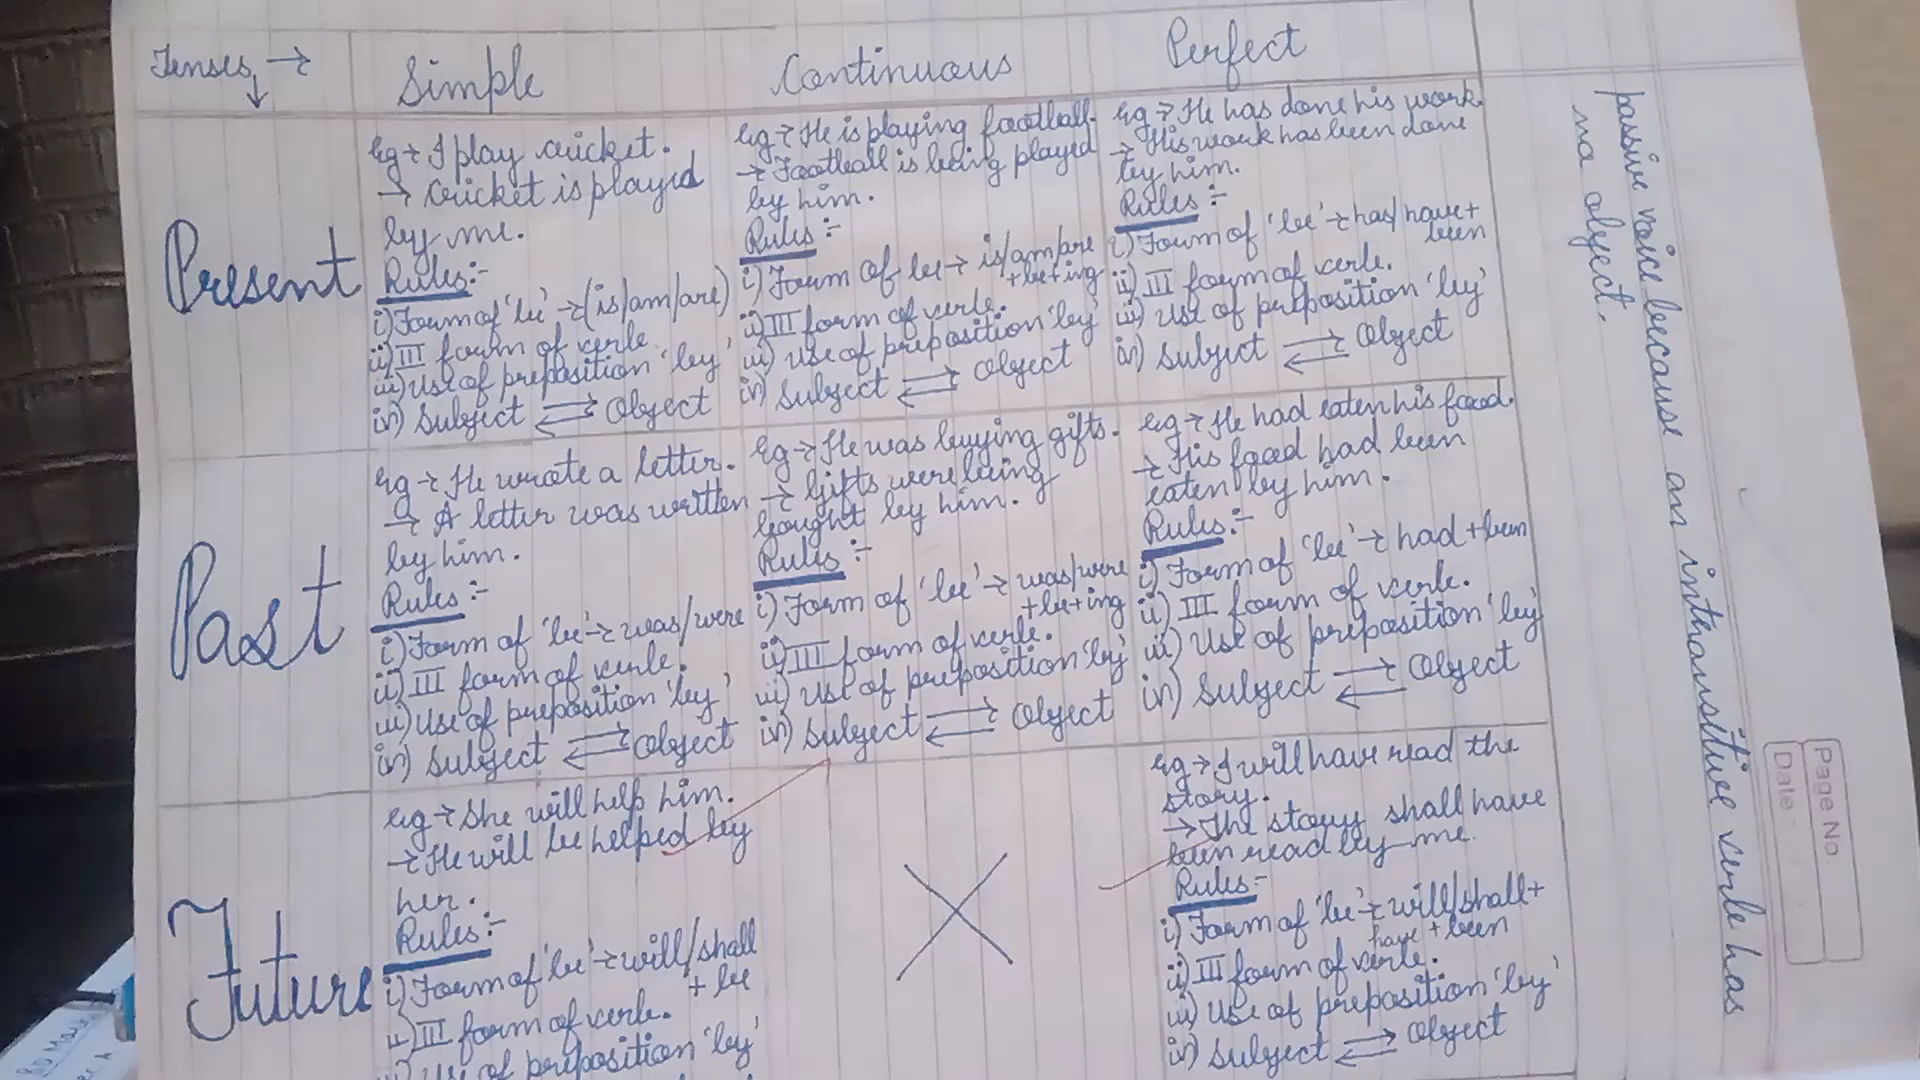 Tenses →
↓
Simple
Continuous
Perfect
Present
Eg → I play cricket.
→ Cricket is played
by me.
Rules:-
i) Form of 'be' → (is/am/are)
ii) III form of verb.
iii) Use of preposition 'by'
iv) Subject ⇄ Object
Eg → He is playing football.
→ Football is being played
by him.
Rules:-
i) Form of be → is/am/are
+be+ing
ii) III form of verb.
iii) Use of preposition 'by'
iv) Subject ⇄ Object
Eg → He has done his work.
→ His work has been done
by him.
Rules:-
i) Form of 'be' → has/have+
been
ii) III form of verb.
iii) Use of preposition 'by'
iv) Subject ⇄ Object
Past
Eg → He wrote a letter.
→ A letter was written
by him.
Rules:-
i) Form of 'be' → was/were
ii) III form of verb.
iii) Use of preposition 'by'
iv) Subject ⇄ Object
Eg → He was buying gifts.
→ Gifts were being
bought by him.
Rules:-
i) Form of 'be' → was/were
+be+ing
ii) III form of verb.
iii) Use of preposition 'by'
iv) Subject ⇄ Object
Eg → He had eaten his food.
→ His food had been
eaten by him.
Rules:-
i) Form of 'be' → had+been
ii) III form of verb.
iii) Use of preposition 'by'
iv) Subject ⇄ Object
Future
Eg → She will help him.
→ He will be helped by
her.
Rules:-
i) Form of 'be' → will/shall
+ be
ii) III form of verb.
iii) Use of preposition 'by'
Eg → I will have read the
story.
→ The story shall have
been read by me.
Rules:-
i) Form of 'be' → will/shall+
have + been
ii) III form of verb.
iii) Use of preposition 'by'
iv) Subject ⇄ Object
passive voice because an intransitive verb has
no object.
Page No.
Date